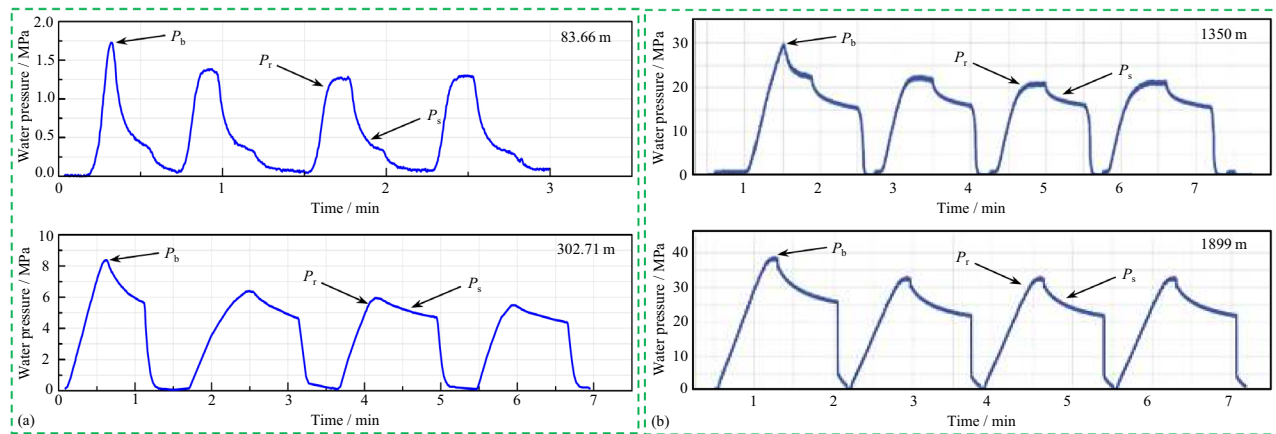 2.0
1.5
1.0
0.5
0.0
Water pressure / MPa
P_b
P_r
P_s
83.66 m
0 1 2 3
Time / min
10
8
6
4
2
0
Water pressure / MPa
P_b
P_r
P_s
302.71 m
0 1 2 3 4 5 6 7
Time / min
(a)
30
20
10
0
Water pressure / MPa
P_b
P_r
P_s
1350 m
1 2 3 4 5 6 7
Time / min
40
30
20
10
0
Water pressure / MPa
P_b
P_r
P_s
1899 m
1 2 3 4 5 6 7
Time / min
(b)